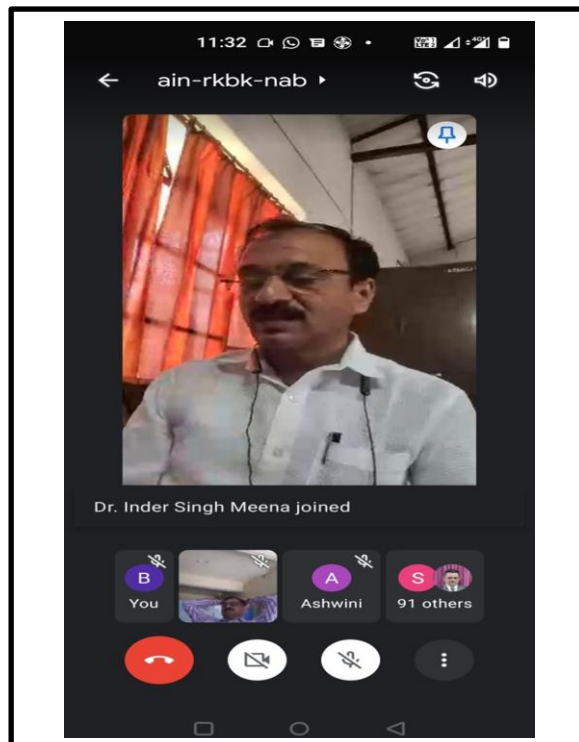 11:32
ain-rkbk-nab
Dr. Inder Singh Meena joined
B
You
A
Ashwini
S
91 others